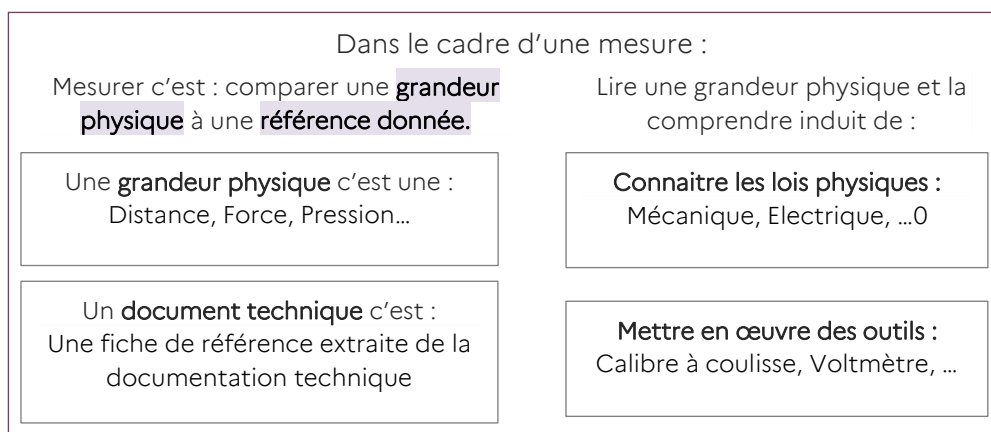 Dans le cadre d’une mesure :
Mesurer c’est : comparer une grandeur
physique à une référence donnée.
Une grandeur physique c’est une :
Distance, Force, Pression…
Un document technique c’est :
Une fiche de référence extraite de la
documentation technique
Lire une grandeur physique et la
comprendre induit de :
Connaitre les lois physiques :
Mécanique, Electrique, …0
Mettre en œuvre des outils :
Calibre à coulisse, Voltmètre, …